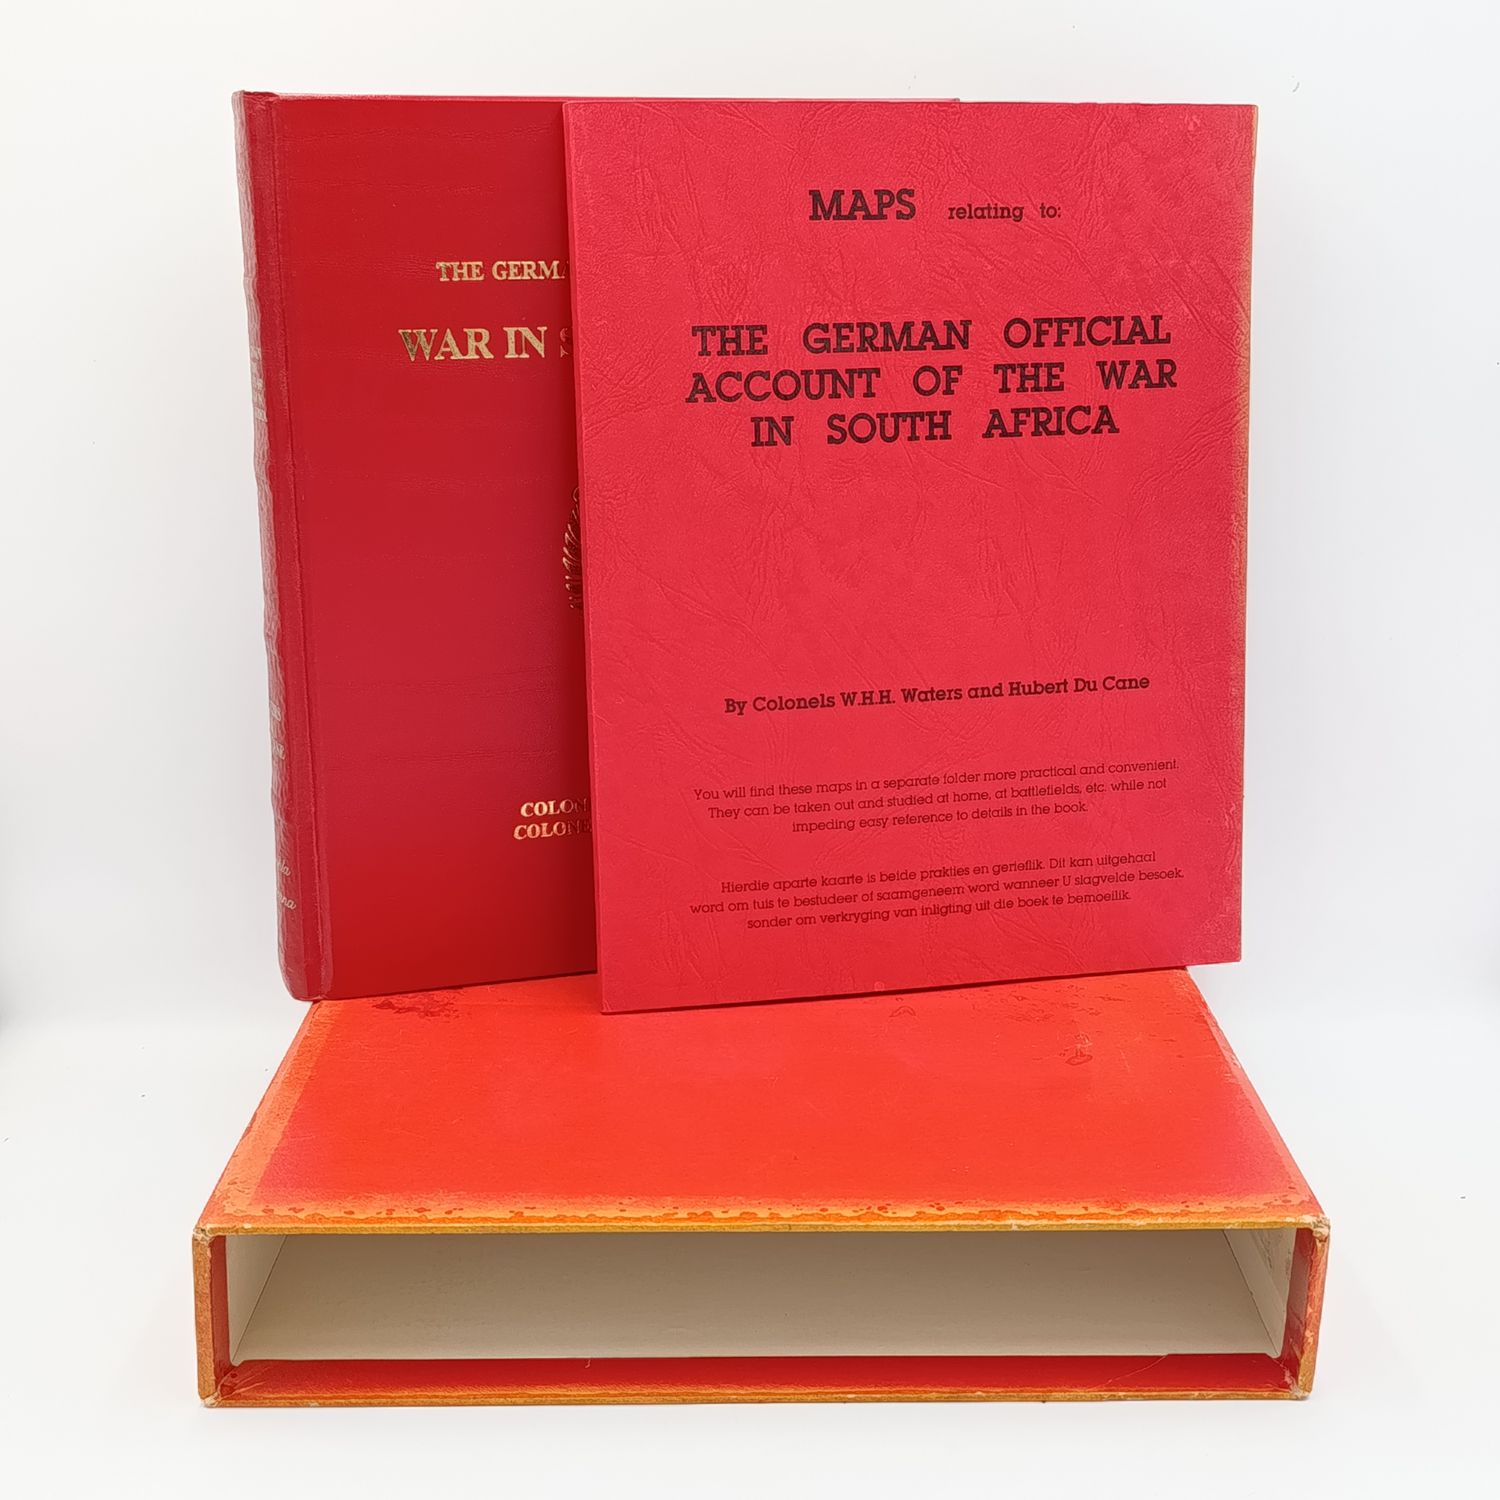 THE GERMA
WAR IN S
COLON
COLONE
MAPS relating to:
THE GERMAN OFFICIAL
ACCOUNT OF THE WAR
IN SOUTH AFRICA
By Colonels W.H.H. Waters and Hubert Du Cane
You will find these maps in a separate folder more practical and convenient.
They can be taken out and studied at home, at battlefields, etc. while not
impeding easy reference to details in the book.
Hierdie aparte kaarte is beide prakties en gerieflik. Dit kan uitgehaal
word om tuis te bestudeer of saamgeneem word wanneer U slagvelde besoek,
sonder om verkryging van inligting uit die boek te bemoeilik.